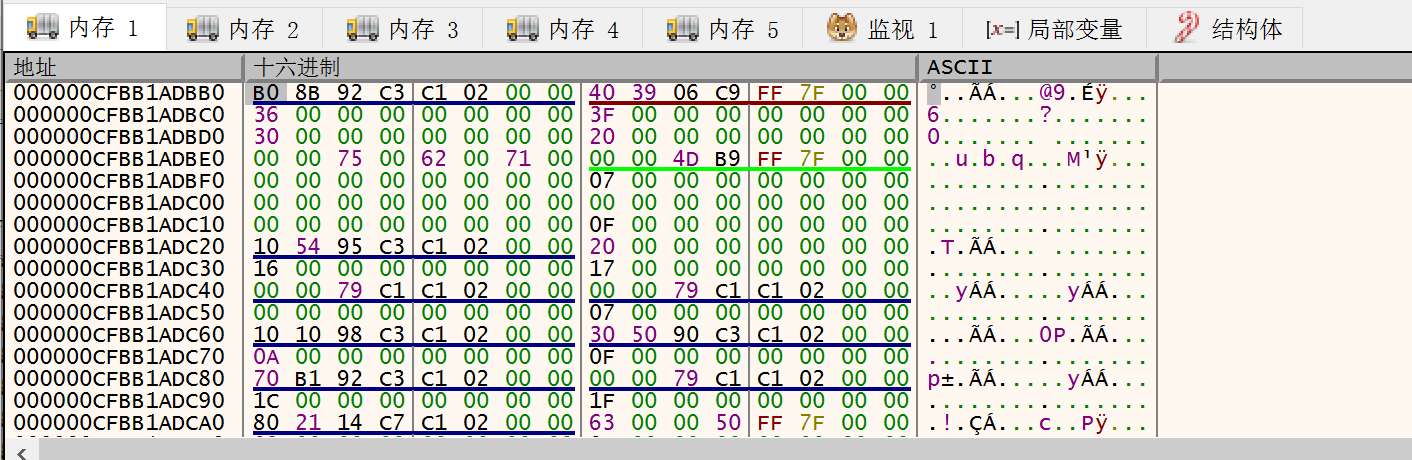 内存 1 内存 2 内存 3 内存 4 内存 5 监视 1 [x=] 局部变量 结构体
地址 十六进制 ASCII
000000CFBB1ADBB0 B0 8B 92 C3 C1 02 00 00 40 39 06 C9 FF 7F 00 00 °..ÃÁ...@9.Éÿ...
000000CFBB1ADBC0 36 00 00 00 00 00 00 00 3F 00 00 00 00 00 00 00 6.......?.......
000000CFBB1ADBD0 30 00 00 00 00 00 00 00 20 00 00 00 00 00 00 00 0....... .......
000000CFBB1ADBE0 00 00 75 00 62 00 71 00 00 00 4D B9 FF 7F 00 00 ..u.b.q...M¹ÿ...
000000CFBB1ADBF0 00 00 00 00 00 00 00 00 07 00 00 00 00 00 00 00 ................
000000CFBB1ADC00 00 00 00 00 00 00 00 00 00 00 00 00 00 00 00 00 ................
000000CFBB1ADC10 00 00 00 00 00 00 00 00 0F 00 00 00 00 00 00 00 ................
000000CFBB1ADC20 10 54 95 C3 C1 02 00 00 20 00 00 00 00 00 00 00 .T.ÃÁ... .......
000000CFBB1ADC30 16 00 00 00 00 00 00 00 17 00 00 00 00 00 00 00 ................
000000CFBB1ADC40 00 00 79 C1 C1 02 00 00 00 00 79 C1 C1 02 00 00 ..yÁÁ.....yÁÁ...
000000CFBB1ADC50 00 00 00 00 00 00 00 00 07 00 00 00 00 00 00 00 ................
000000CFBB1ADC60 10 10 98 C3 C1 02 00 00 30 50 90 C3 C1 02 00 00 ...ÃÁ...0P.ÃÁ...
000000CFBB1ADC70 0A 00 00 00 00 00 00 00 0F 00 00 00 00 00 00 00 ................
000000CFBB1ADC80 70 B1 92 C3 C1 02 00 00 00 00 79 C1 C1 02 00 00 p±.ÃÁ.....yÁÁ...
000000CFBB1ADC90 1C 00 00 00 00 00 00 00 1F 00 00 00 00 00 00 00 ................
000000CFBB1ADCA0 80 21 14 C7 C1 02 00 00 63 00 00 50 FF 7F 00 00 .!.ÇÁ...c..Pÿ...